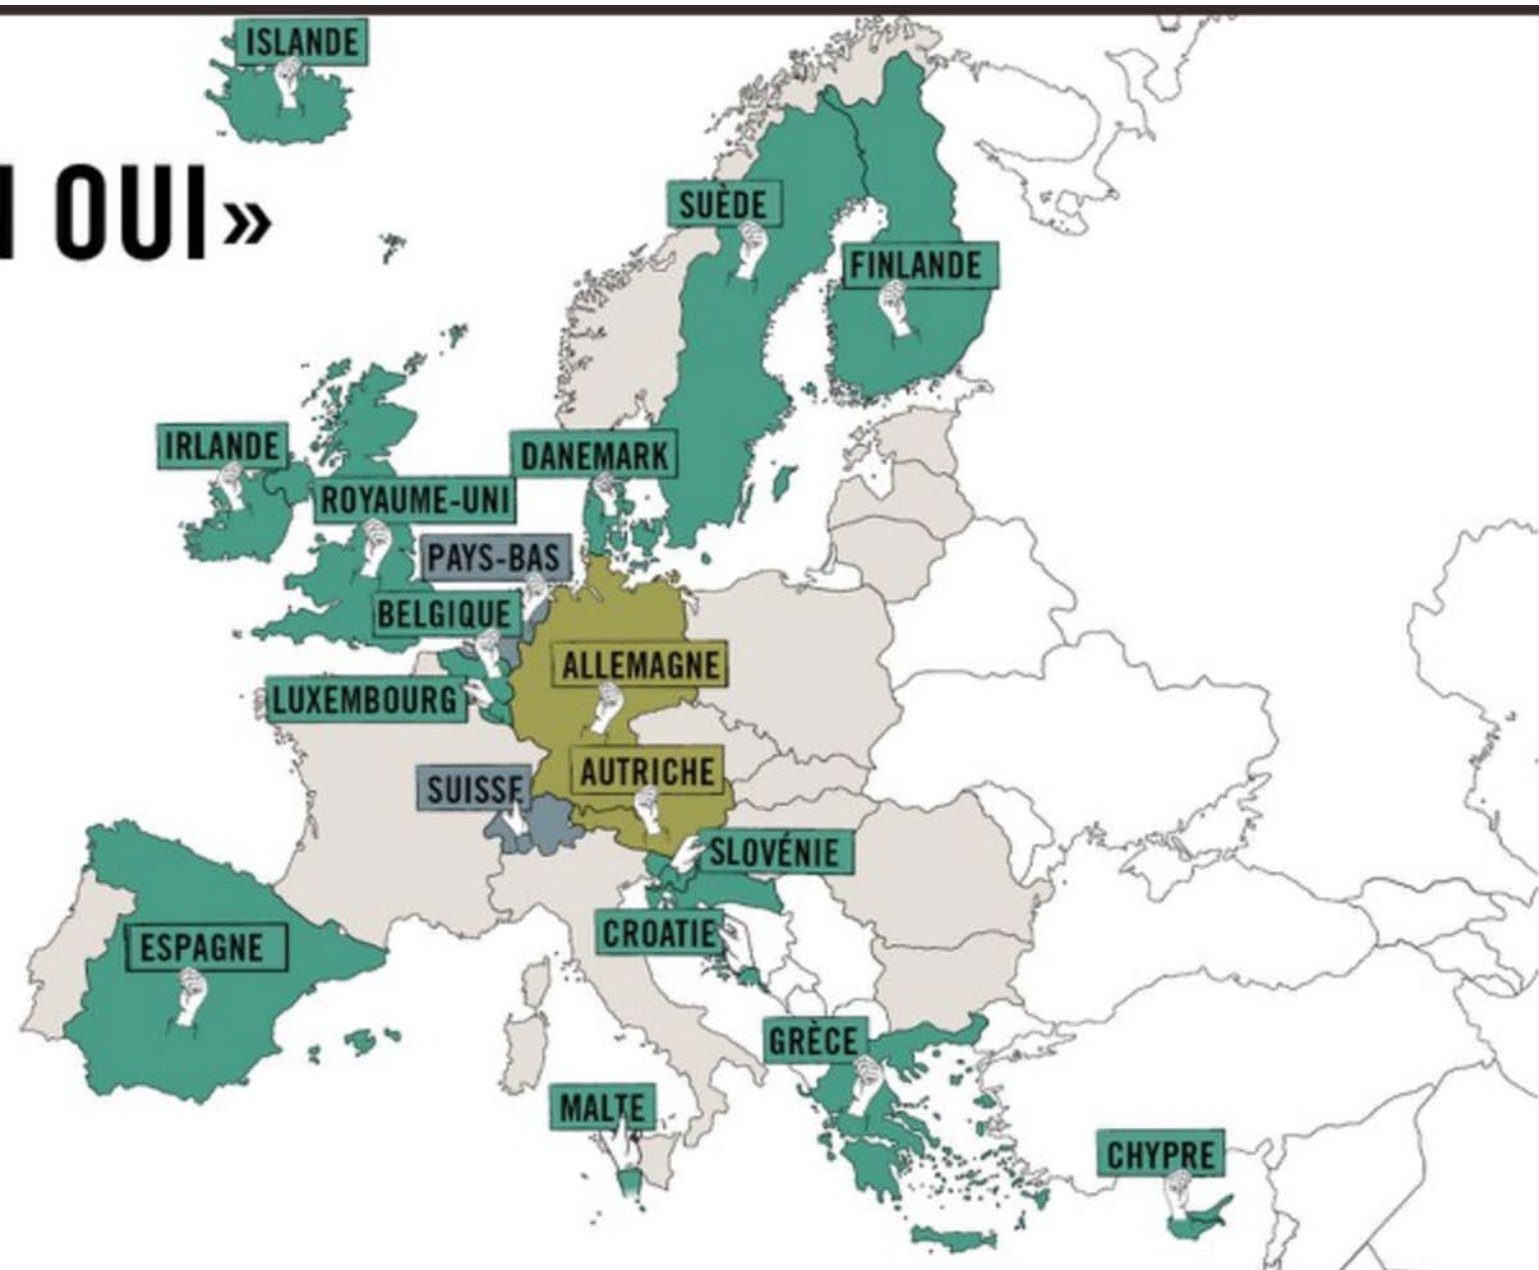 ISLANDE
OUI»
SUÈDE
FINLANDE
IRLANDE
DANEMARK
ROYAUME-UNI
PAYS-BAS
BELGIQUE
ALLEMAGNE
LUXEMBOURG
AUTRICHE
SUISSE
SLOVÉNIE
CROATIE
ESPAGNE
GRÈCE
MALTE
CHYPRE